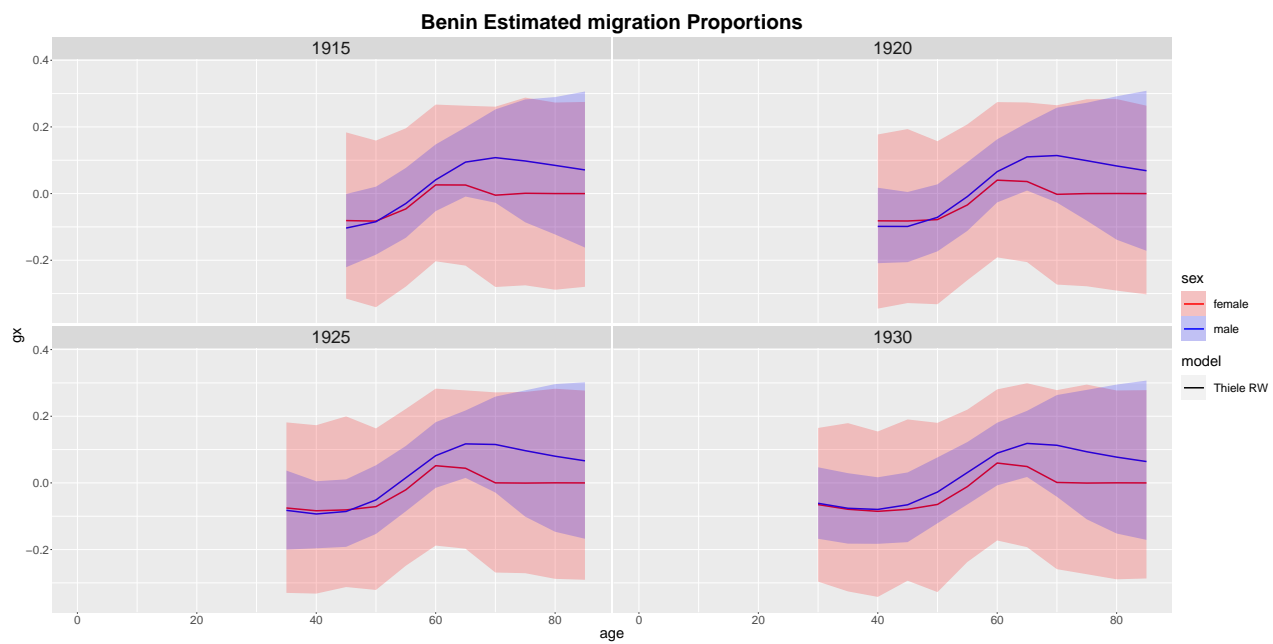 Benin Estimated migration Proportions
1915
1920
0.4
0.2
0.0
−0.2
1925
1930
0.4
0.2
0.0
−0.2
0
20
40
60
80
0
20
40
60
80
age
gx
sex
female
male
model
Thiele RW